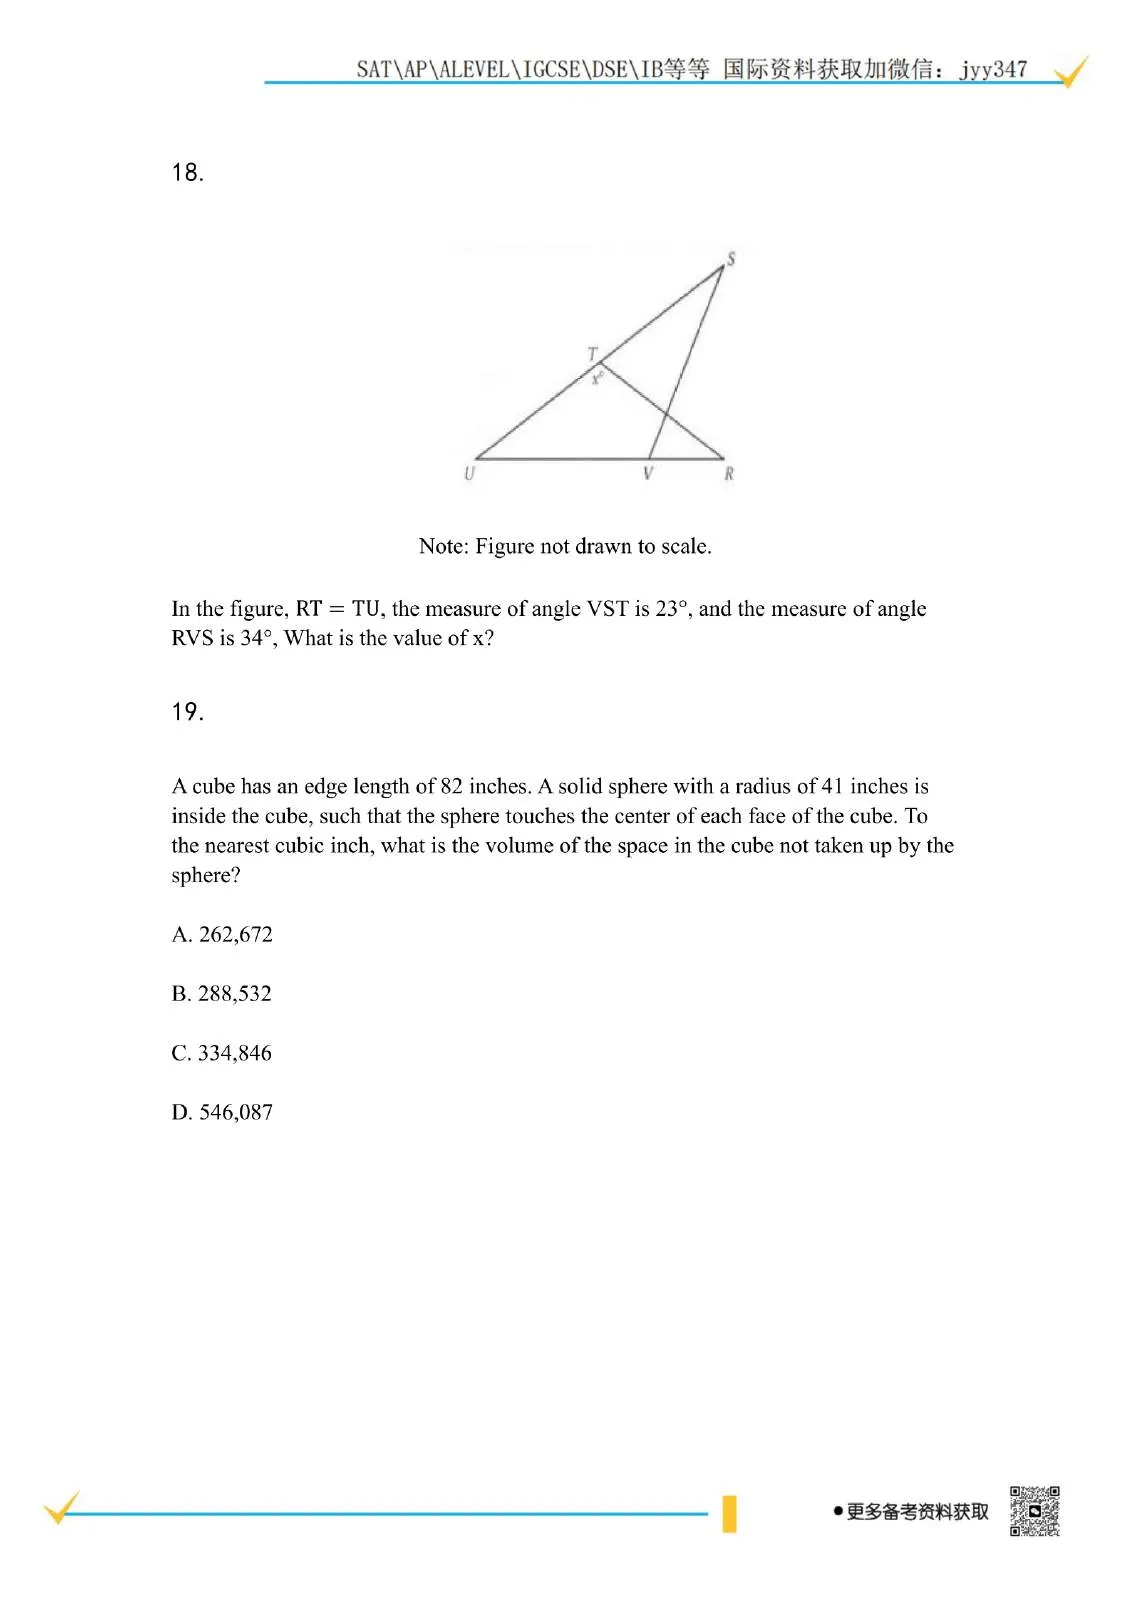 SAT\AP\ALEVEL\IGCSE\DSE\IB等等 国际资料获取加微信：jyy347
18.
S
T
x°
U
V
R
Note: Figure not drawn to scale.
In the figure, RT = TU, the measure of angle VST is 23°, and the measure of angle
RVS is 34°, What is the value of x?
19.
A cube has an edge length of 82 inches. A solid sphere with a radius of 41 inches is
inside the cube, such that the sphere touches the center of each face of the cube. To
the nearest cubic inch, what is the volume of the space in the cube not taken up by the
sphere?
A. 262,672
B. 288,532
C. 334,846
D. 546,087
●更多备考资料获取